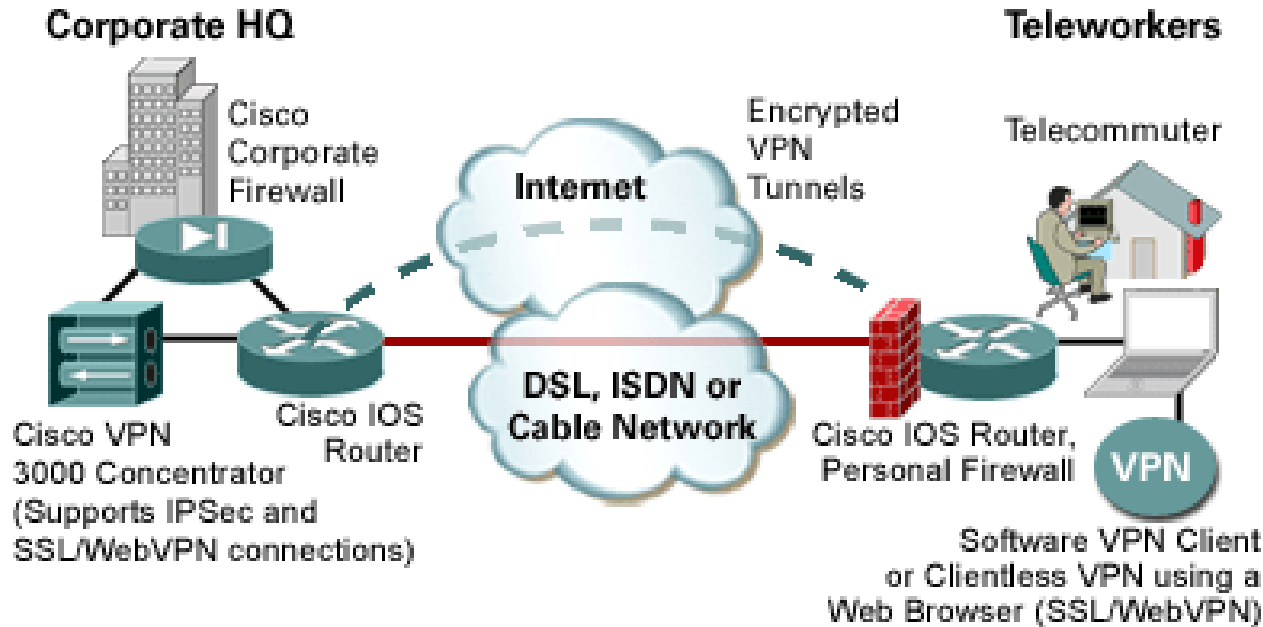 Corporate HQ
Teleworkers
Cisco
Corporate
Firewall
Internet
Encrypted
VPN
Tunnels
Telecommuter
DSL, ISDN or
Cable Network
Cisco IOS
Router
Cisco VPN
3000 Concentrator
(Supports IPSec and
SSL/WebVPN connections)
Cisco IOS Router,
Personal Firewall
VPN
Software VPN Client
or Clientless VPN using a
Web Browser (SSL/WebVPN)